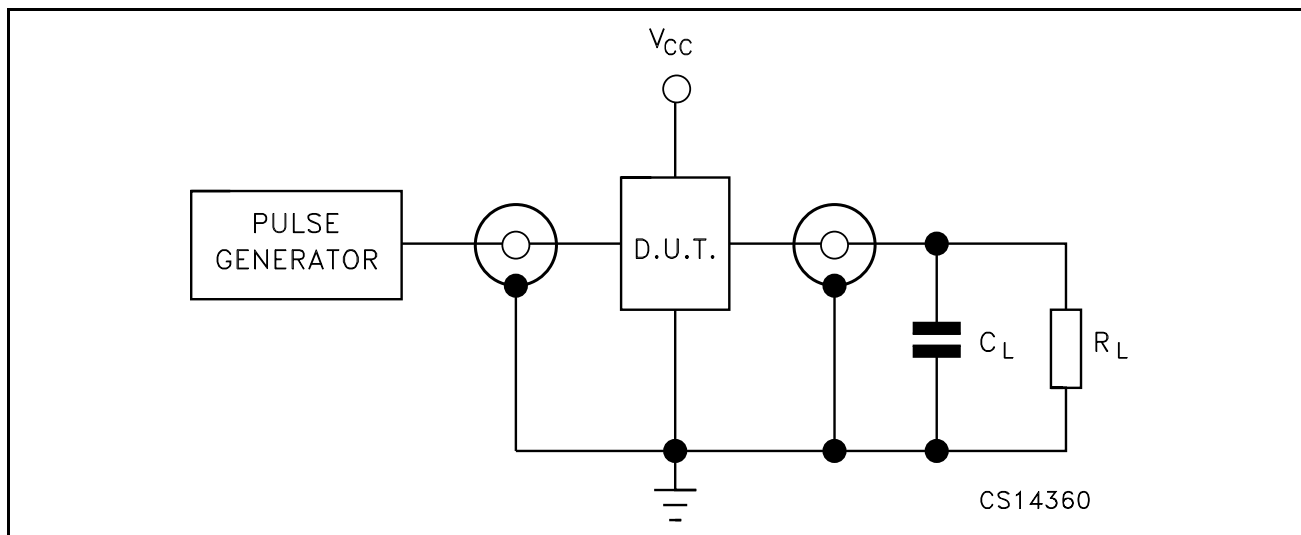 VCC
PULSE
GENERATOR
D.U.T.
CL
RL
CS14360